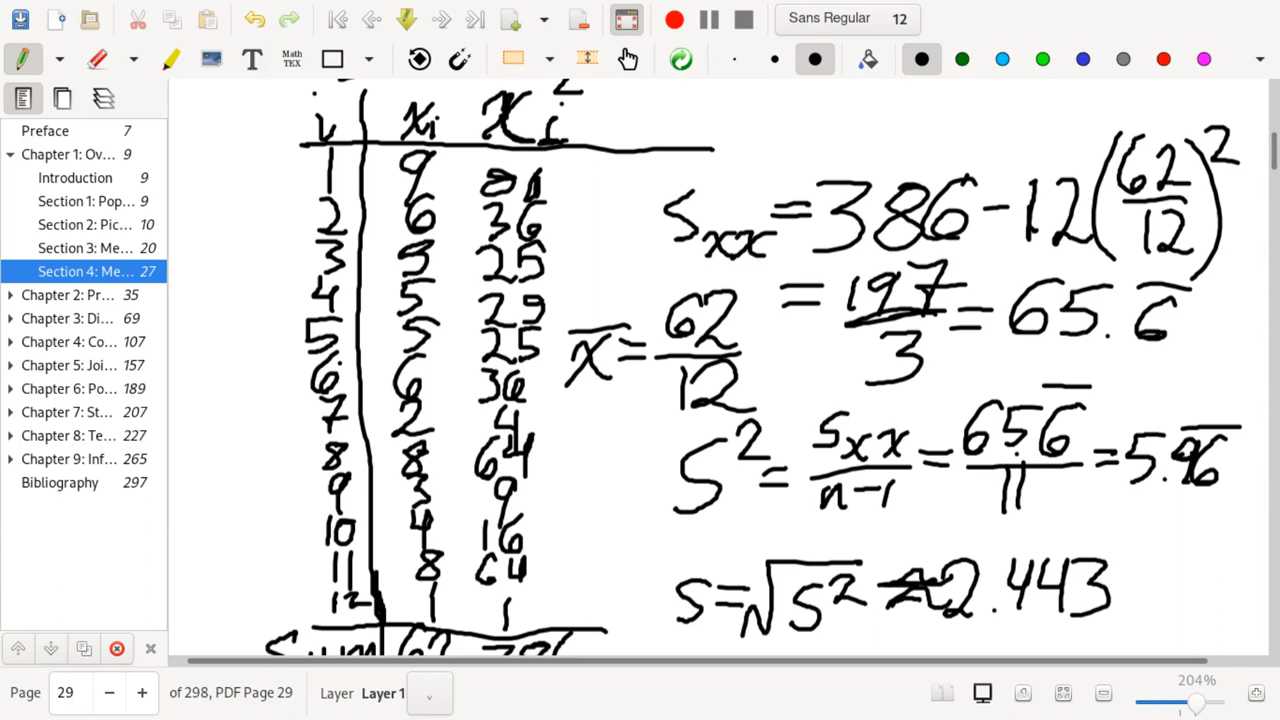 Sans Regular 12
Math TEX
Preface 7
Chapter 1: Ov... 9
Introduction 9
Section 1: Pop... 9
Section 2: Pic... 10
Section 3: Me... 20
Section 4: Me... 27
Chapter 2: Pr... 35
Chapter 3: Di... 69
Chapter 4: Co... 107
Chapter 5: Joi... 157
Chapter 6: Po... 189
Chapter 7: St... 207
Chapter 8: Te... 227
Chapter 9: Inf... 265
Bibliography 297
i xᵢ xᵢ²
1 9 81
2 6 36
3 5 25
4 5 25
5 5 25
6 6 36
7 2 4
8 8 64
9 3 9
10 4 16
11 8 64
12 1 1
Sum 62
Sxx = 386 - 12(62/12)²
= 197/3 = 65.6̅
x̅ = 62/12
S² = Sxx/(n-1) = 65.6̅/11 = 5.9̅6̅
S = √S² ≈ 2.443
Page 29 of 298, PDF Page 29 Layer Layer 1
204%